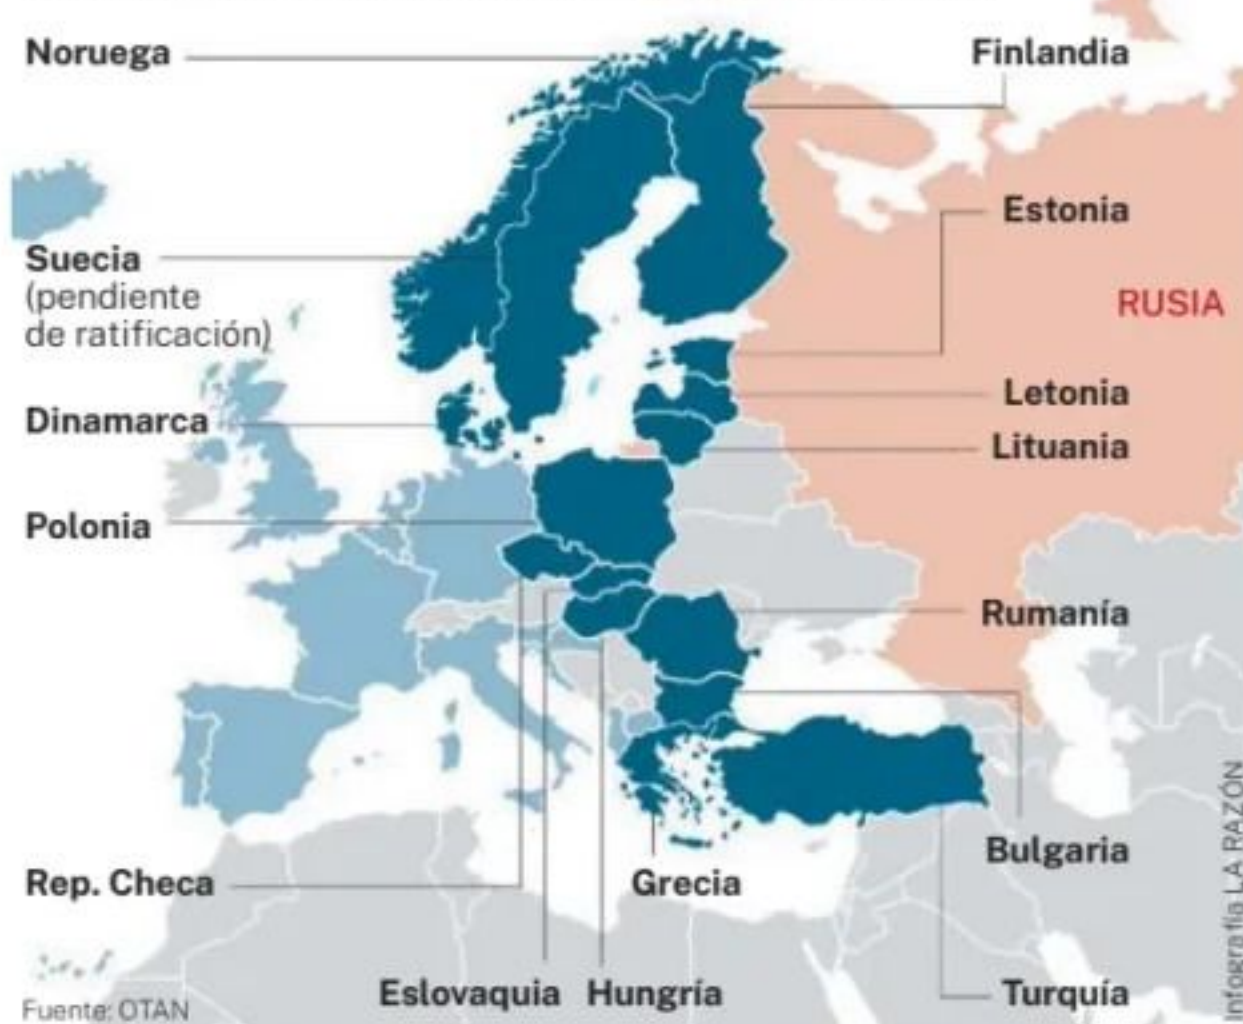 Noruega
Finlandia
Estonia
Suecia
(pendiente
de ratificación)
RUSIA
Letonia
Dinamarca
Lituania
Polonia
Rumanía
Bulgaria
Rep. Checa
Grecia
Eslovaquia
Hungría
Turquía
Fuente: OTAN
Infografía LA RAZÓN